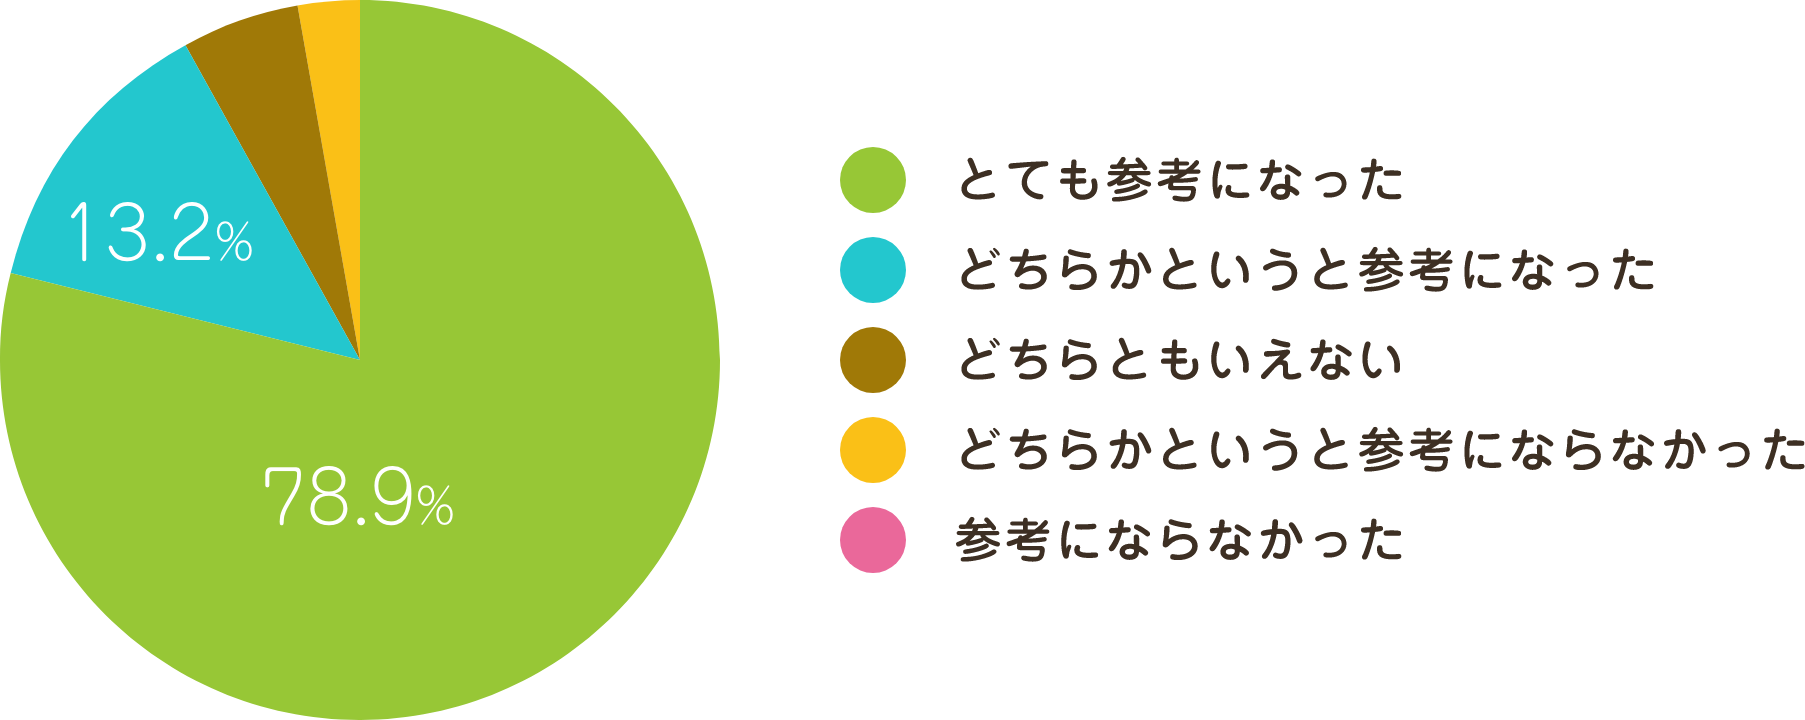 13.2%
78.9%
とても参考になった
どちらかというと参考になった
どちらともいえない
どちらかというと参考にならなかった
参考にならなかった